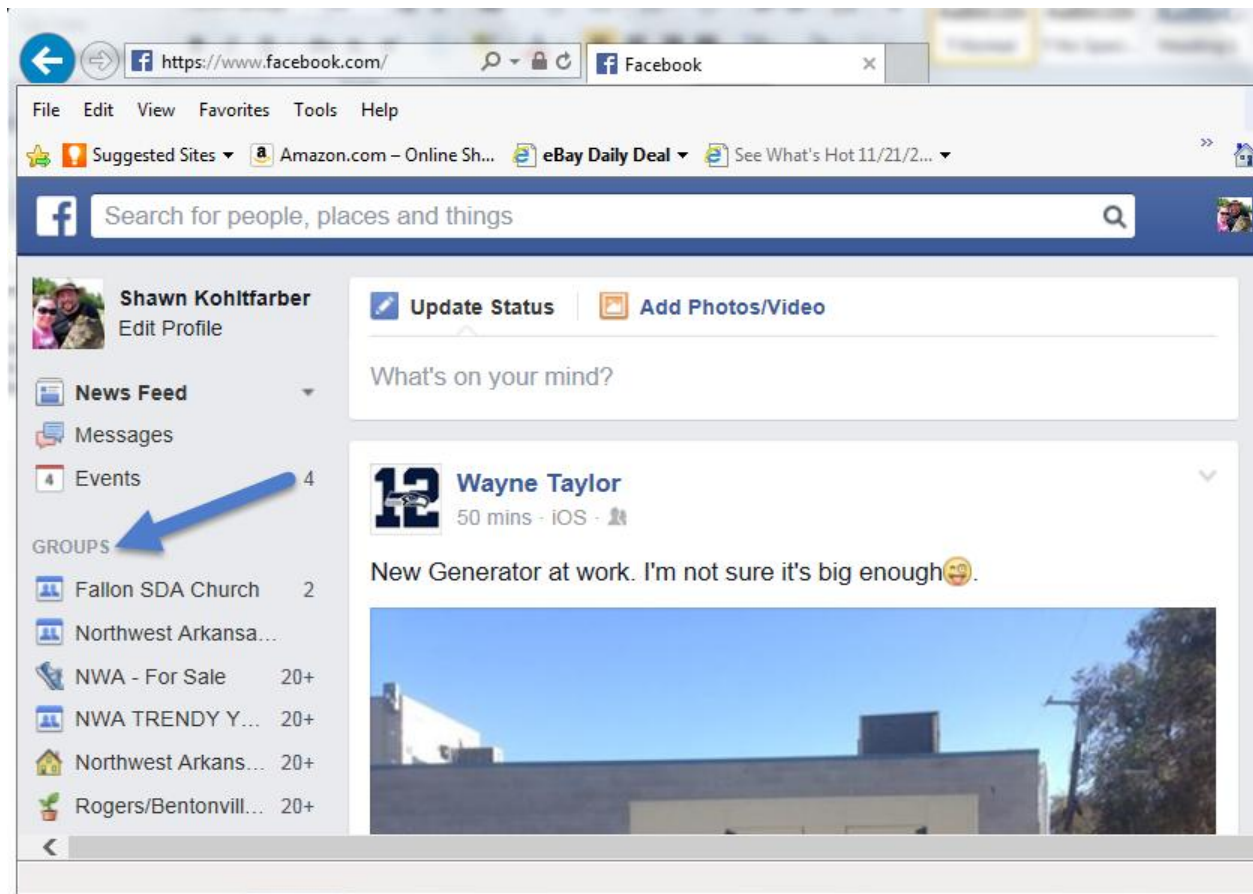 https://www.facebook.com/
Facebook
File Edit View Favorites Tools Help
Suggested Sites
Amazon.com – Online Sh...
eBay Daily Deal
See What's Hot 11/21/2...
Search for people, places and things
Shawn Kohltfarber
Edit Profile
News Feed
Messages
4 Events 4
GROUPS
Fallon SDA Church 2
Northwest Arkansa...
NWA - For Sale 20+
NWA TRENDY Y... 20+
Northwest Arkans... 20+
Rogers/Bentonvill... 20+
Update Status
Add Photos/Video
What's on your mind?
12
Wayne Taylor
50 mins · iOS ·
New Generator at work. I'm not sure it's big enough😜.